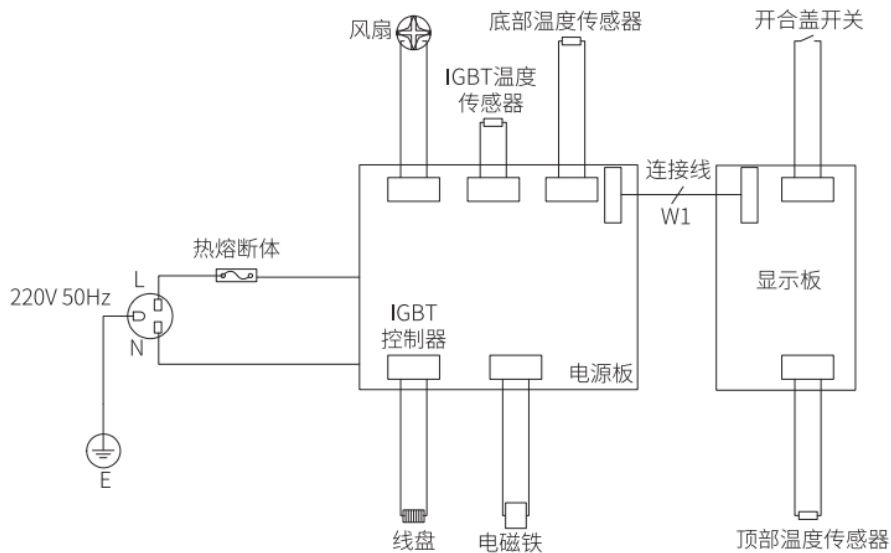 风扇
底部温度传感器
开合盖开关
IGBT温度
传感器
连接线
W1
热熔断体
L
220V 50Hz
N
E
IGBT
控制器
电源板
显示板
线盘
电磁铁
顶部温度传感器